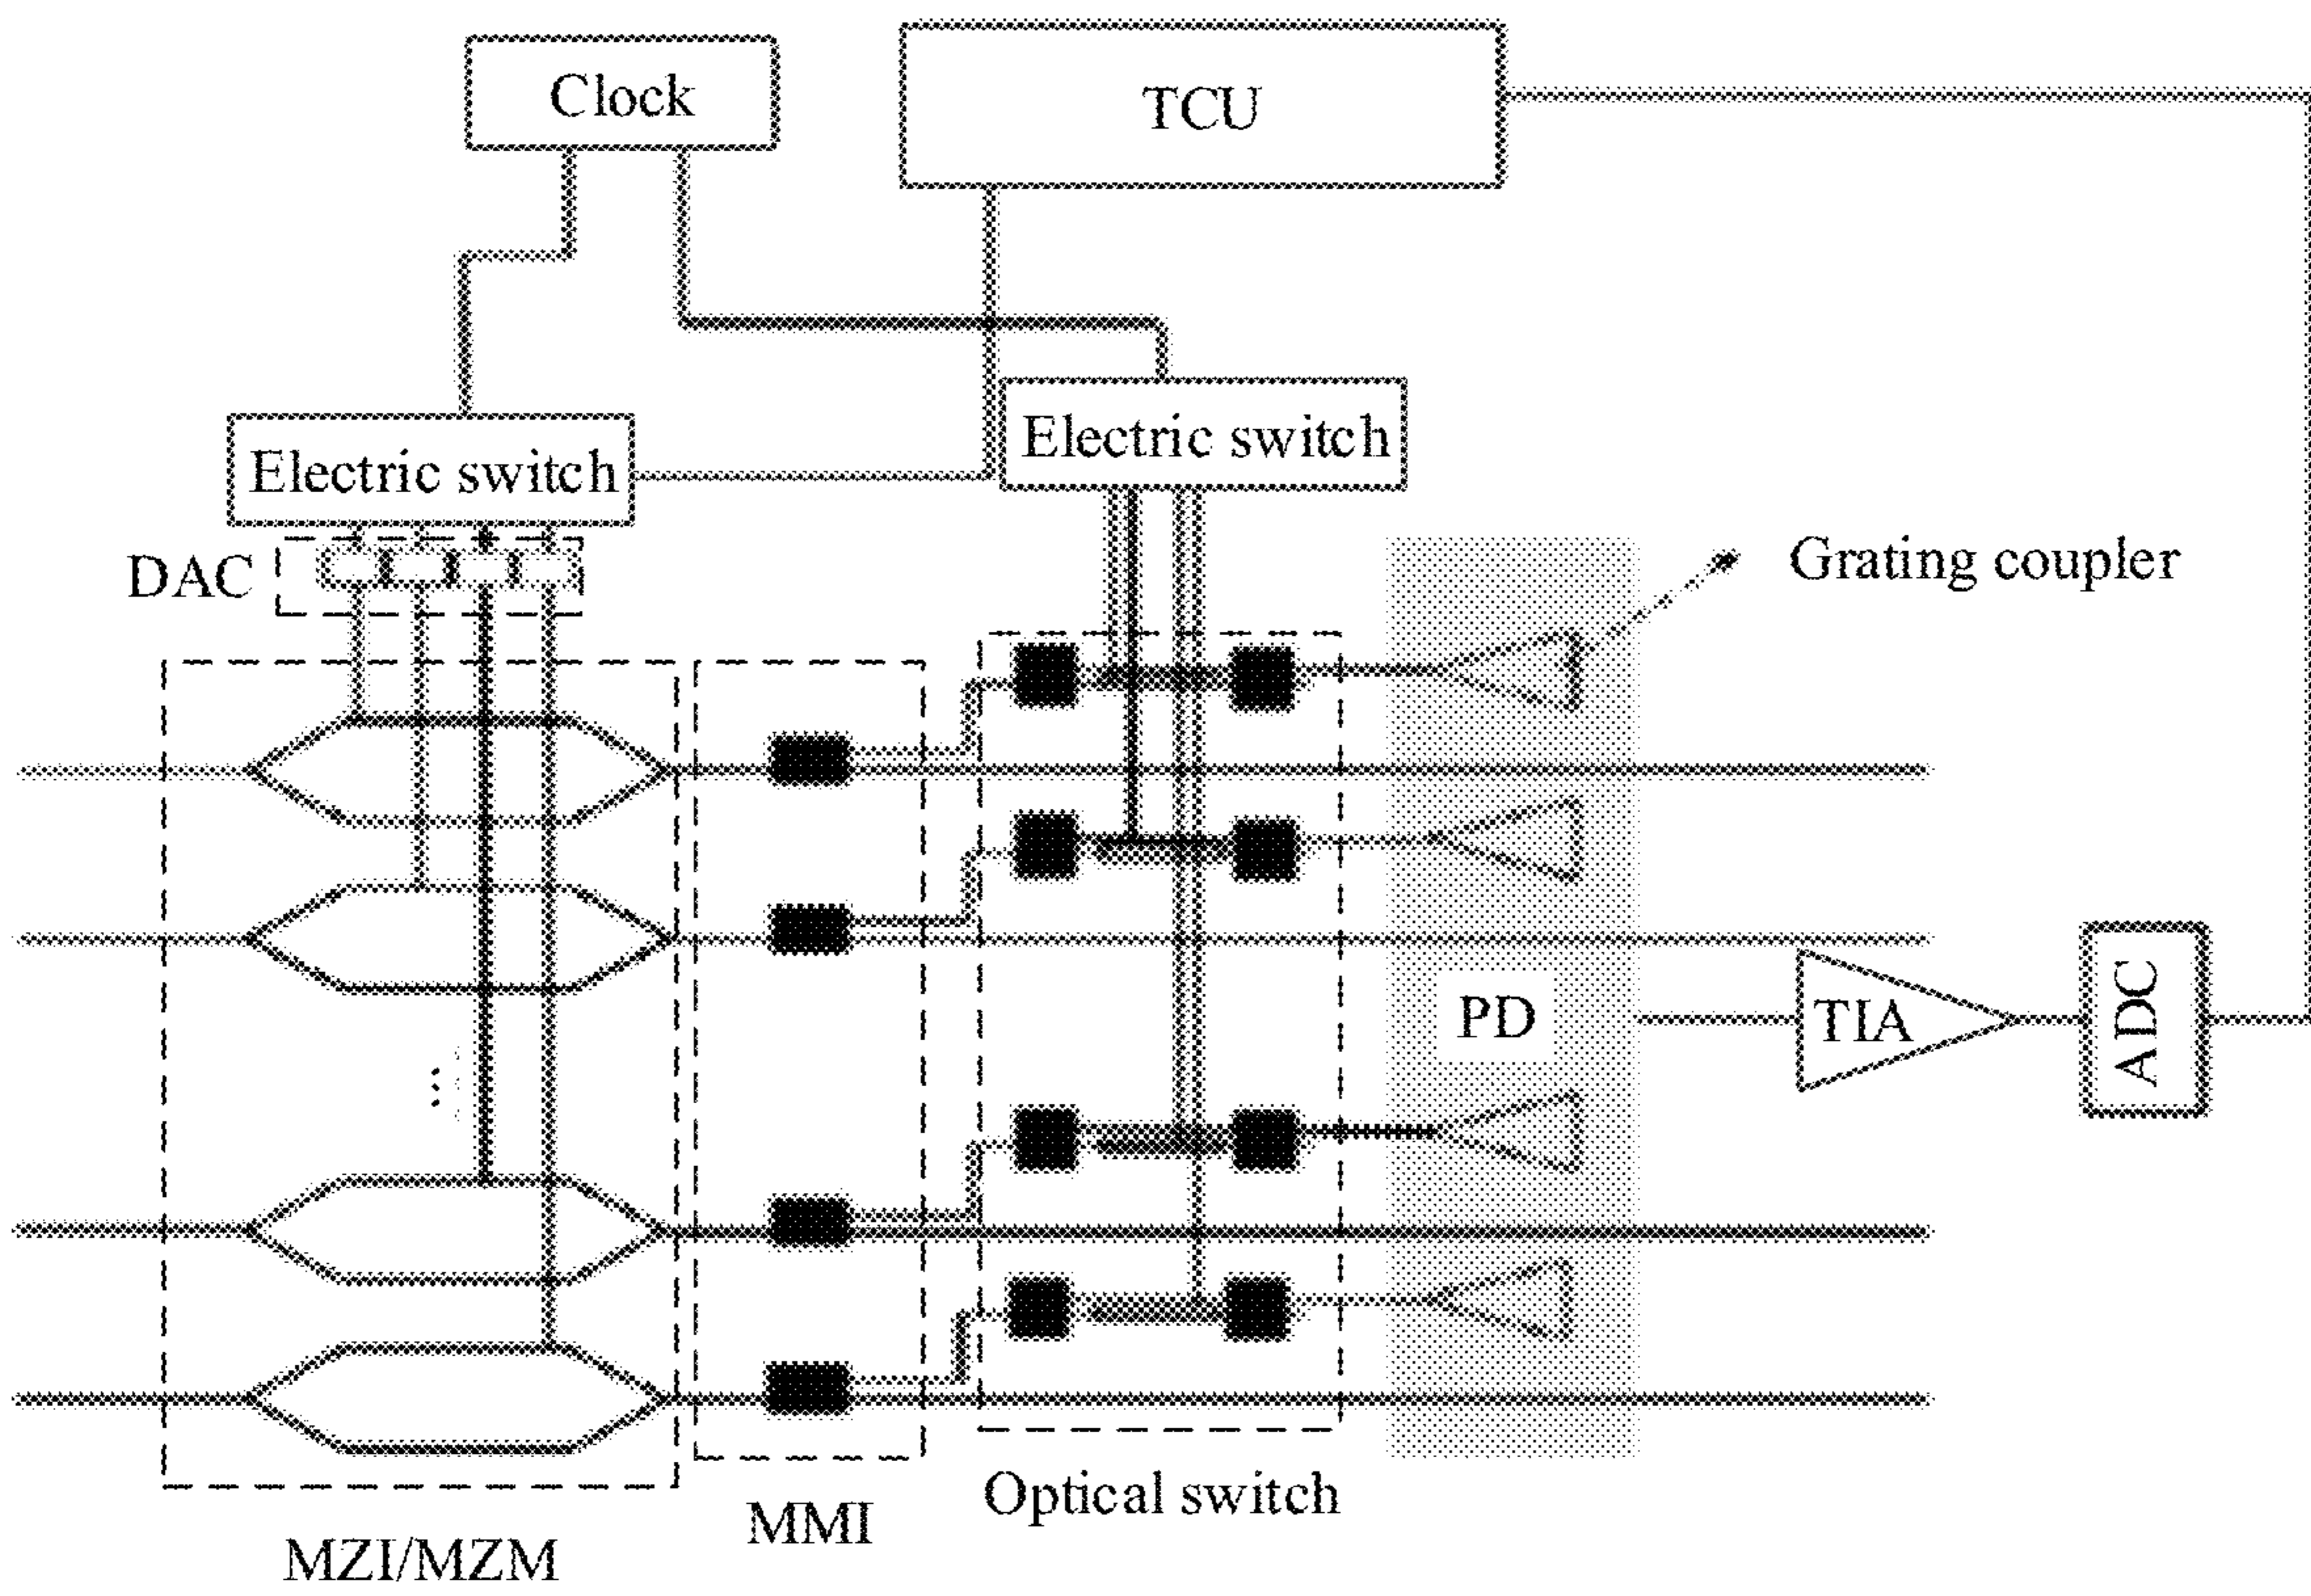 Clock
TCU
Electric switch
Electric switch
DAC
Grating coupler
PD
TIA
ADC
...
Optical switch
MMI
MZI/MZM